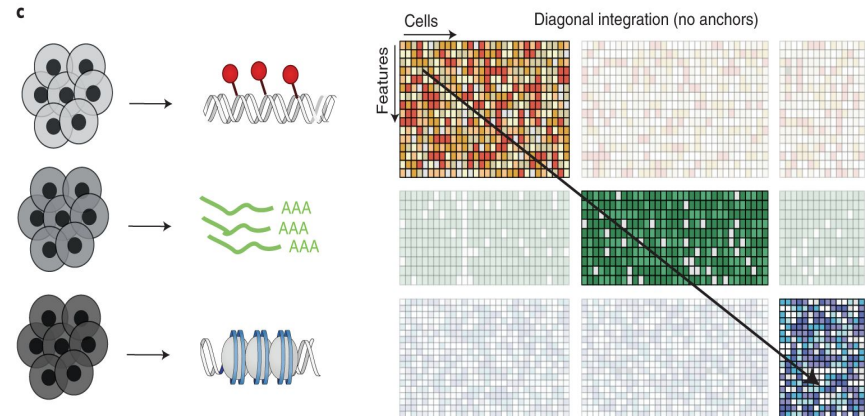 c
Cells
Diagonal integration (no anchors)
Features
AAA
AAA
AAA